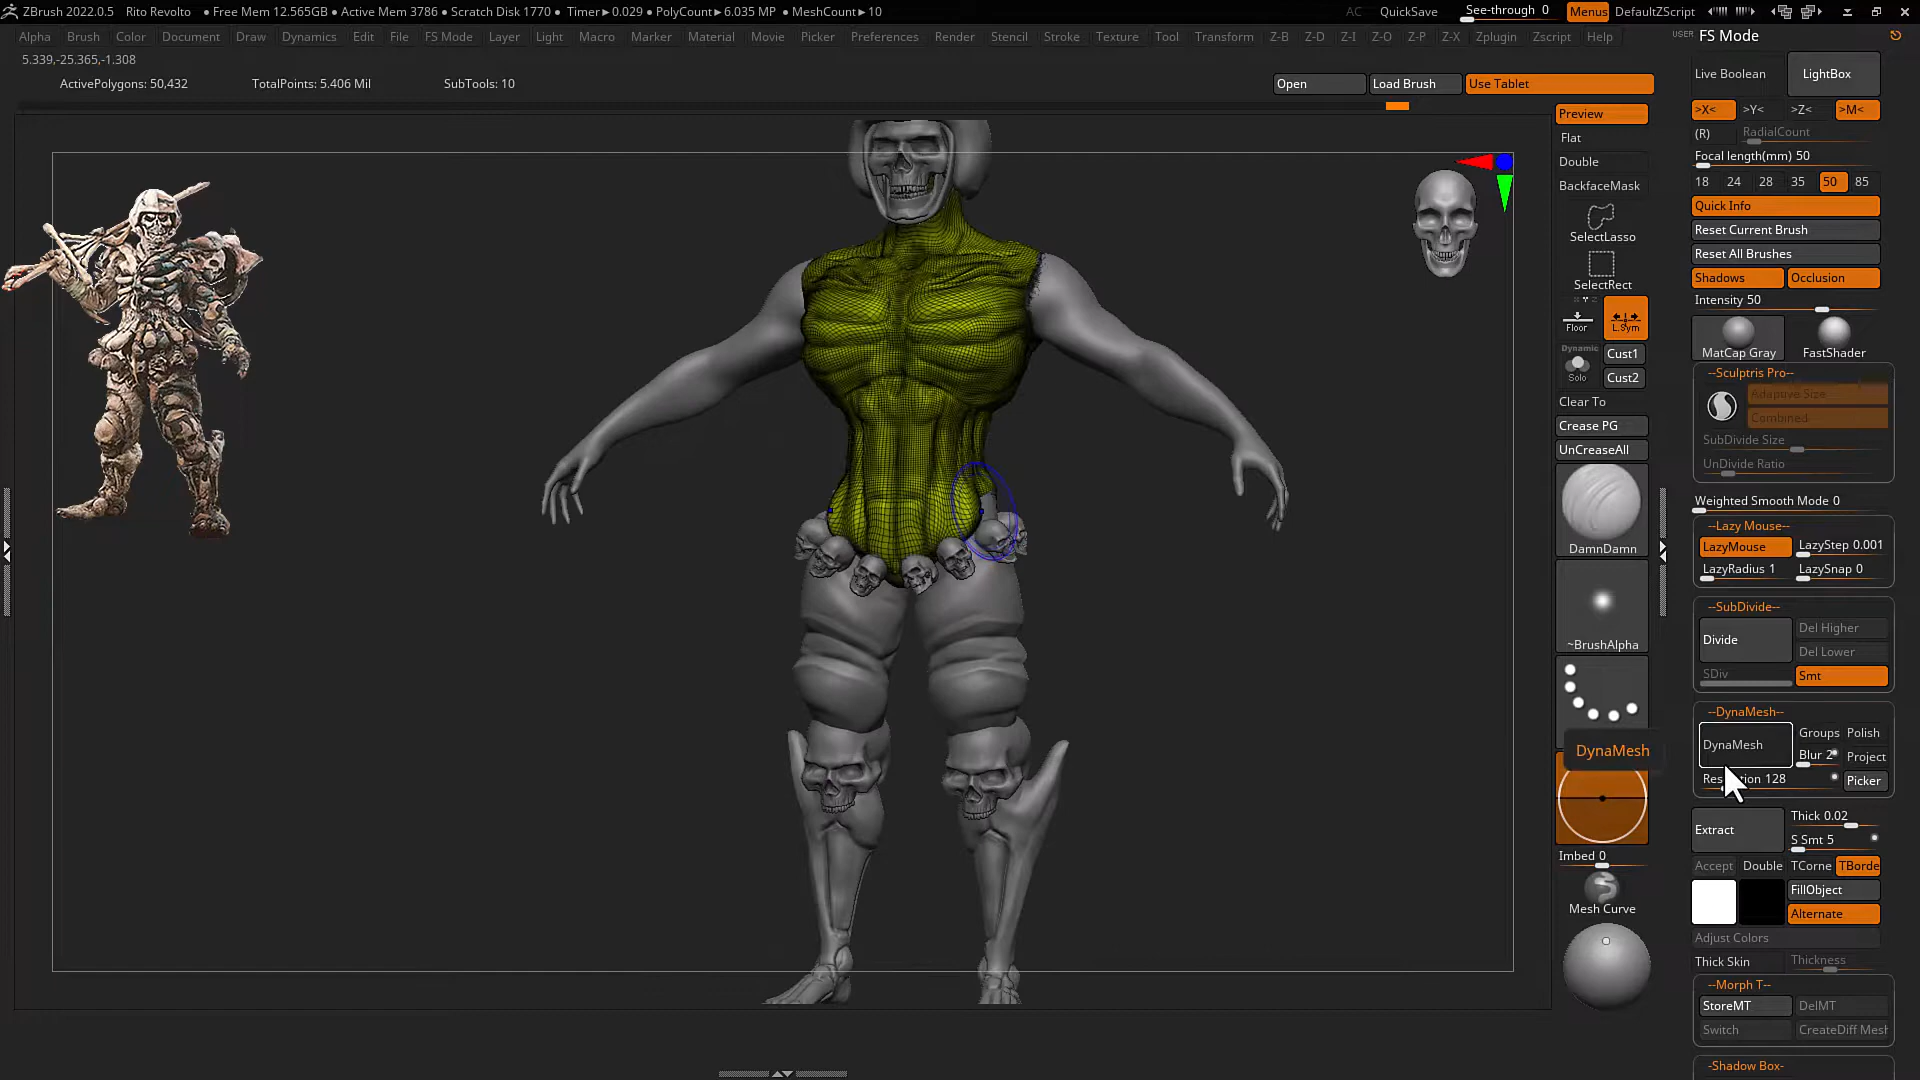 ZBrush 2022.0.5 Rito Revolto ● Free Mem 12.565GB ● Active Mem 3786 ● Scratch Disk 1770 ● Timer►0.029 ● PolyCount►6.035 MP ● MeshCount►10 AC QuickSave See-through 0 Menus DefaultZScript
Alpha Brush Color Document Draw Dynamics Edit File FS Mode Layer Light Macro Marker Material Movie Picker Preferences Render Stencil Stroke Texture Tool Transform Z-B Z-D Z-I Z-O Z-P Z-X Zplugin Zscript Help
5.339,-25.365,-1.308
ActivePolygons: 50,432 TotalPoints: 5.406 Mil SubTools: 10
Open Load Brush Use Tablet
Preview
Flat
Double
BackfaceMask
SelectLasso
SelectRect
Floor L.Sym
Dynamic
Solo
Cust1
Cust2
Clear To
Crease PG
UnCreaseAll
DamnDamn
~BrushAlpha
DynaMesh
Imbed 0
Mesh Curve
USER FS Mode
Live Boolean LightBox
>X< >Y< >Z< >M<
(R) RadialCount
Focal length(mm) 50
18 24 28 35 50 85
Quick Info
Reset Current Brush
Reset All Brushes
Shadows Occlusion
Intensity 50
MatCap Gray FastShader
--Sculptris Pro--
Adaptive Size
Combined
SubDivide Size
UnDivide Ratio
Weighted Smooth Mode 0
--Lazy Mouse--
LazyMouse LazyStep 0.001
LazyRadius 1 LazySnap 0
--SubDivide--
Divide Del Higher
Del Lower
SDiv Smt
--DynaMesh--
DynaMesh Groups Polish
Blur 2 Project
128 Picker
Extract Thick 0.02
S Smt 5
Accept Double TCorne TBorde
FillObject
Alternate
Adjust Colors
Thick Skin Thickness
--Morph T--
StoreMT DelMT
Switch CreateDiff Mesh
-Shadow Box-